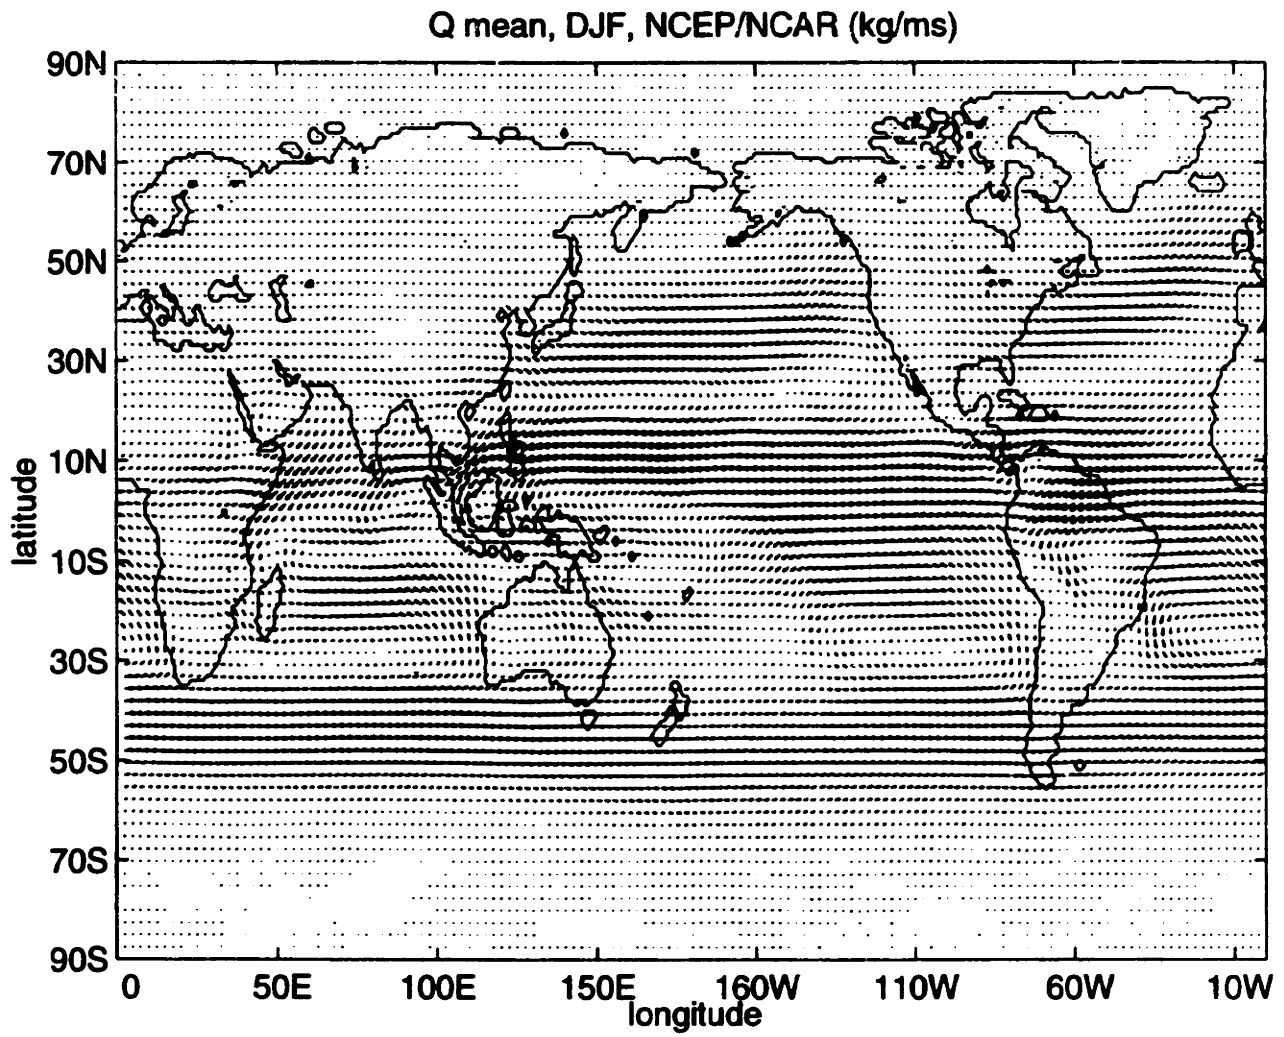 Q mean, DJF, NCEP/NCAR (kg/ms)
90N
70N
50N
30N
10N
10S
30S
50S
70S
90S
latitude
0 50E 100E 150E 160W 110W 60W 10W
longitude